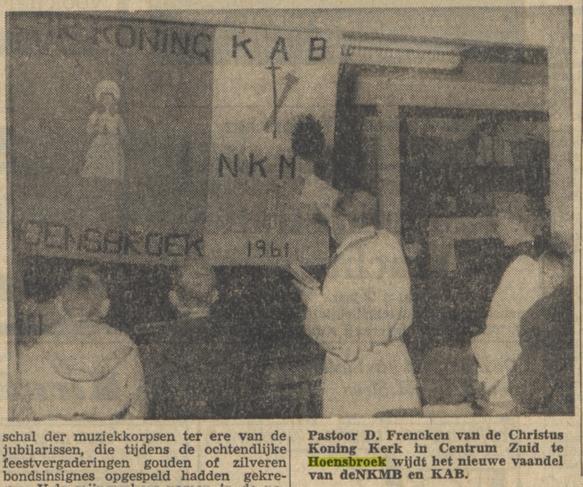 KONING
KAB
NKM
HOENSBROEK
1961
schal der muziekkorpsen ter ere van de
jubilarissen, die tijdens de ochtendlijke
feestvergaderingen gouden of zilveren
bondsinsignes opgespeld hadden gekre-
Pastoor D. Frencken van de Christus
Koning Kerk in Centrum Zuid te
Hoensbroek wijdt het nieuwe vaandel
van deNKMB en KAB.